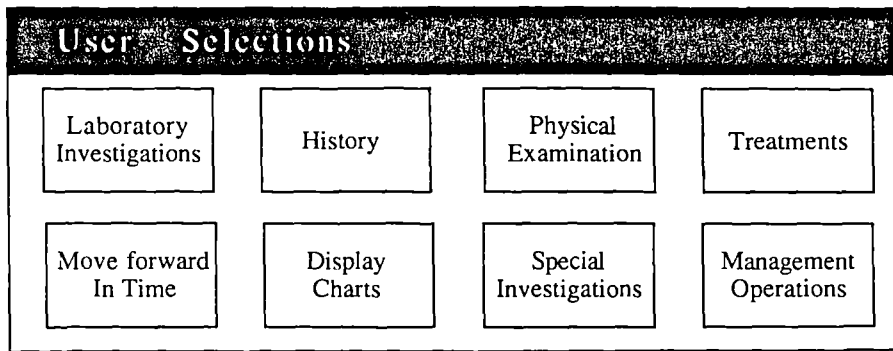 User Selections
Laboratory
Investigations
History
Physical
Examination
Treatments
Move forward
In Time
Display
Charts
Special
Investigations
Management
Operations